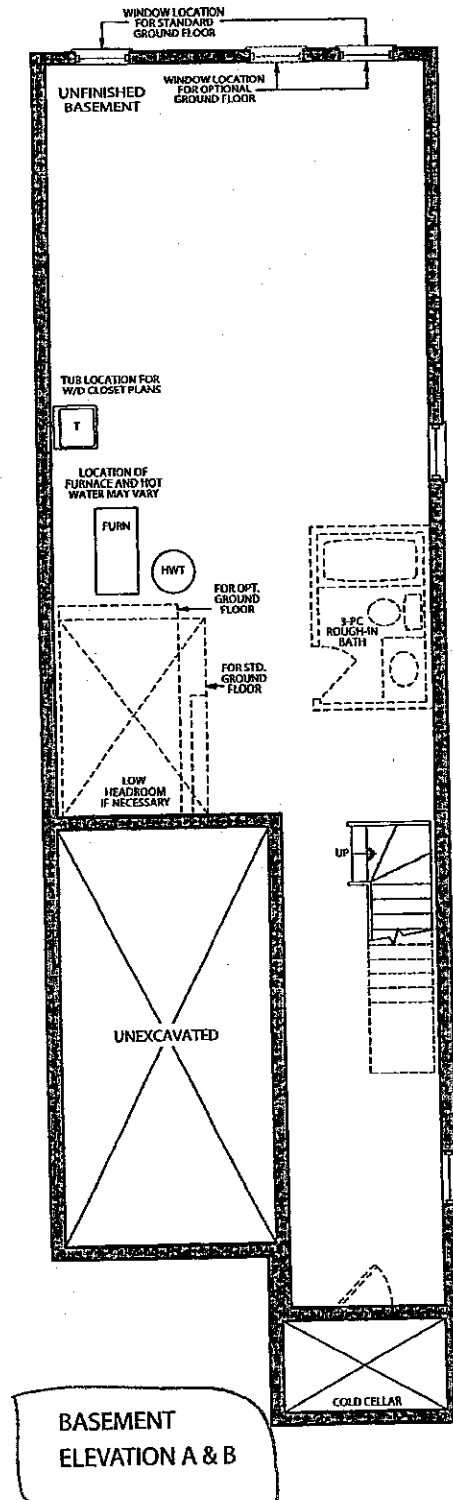 WINDOW LOCATION
FOR STANDARD
GROUND FLOOR
UNFINISHED
BASEMENT
WINDOW LOCATION
FOR OPTIONAL
GROUND FLOOR
TUB LOCATION FOR
W/D CLOSET PLANS
T
LOCATION OF
FURNACE AND HOT
WATER MAY VARY
FURN
HWT
FOR OPT.
GROUND
FLOOR
3-PC
ROUGH-IN
BATH
FOR STD.
GROUND
FLOOR
LOW
HEADROOM
IF NECESSARY
UP
UNEXCAVATED
COLD CELLAR
BASEMENT
ELEVATION A & B